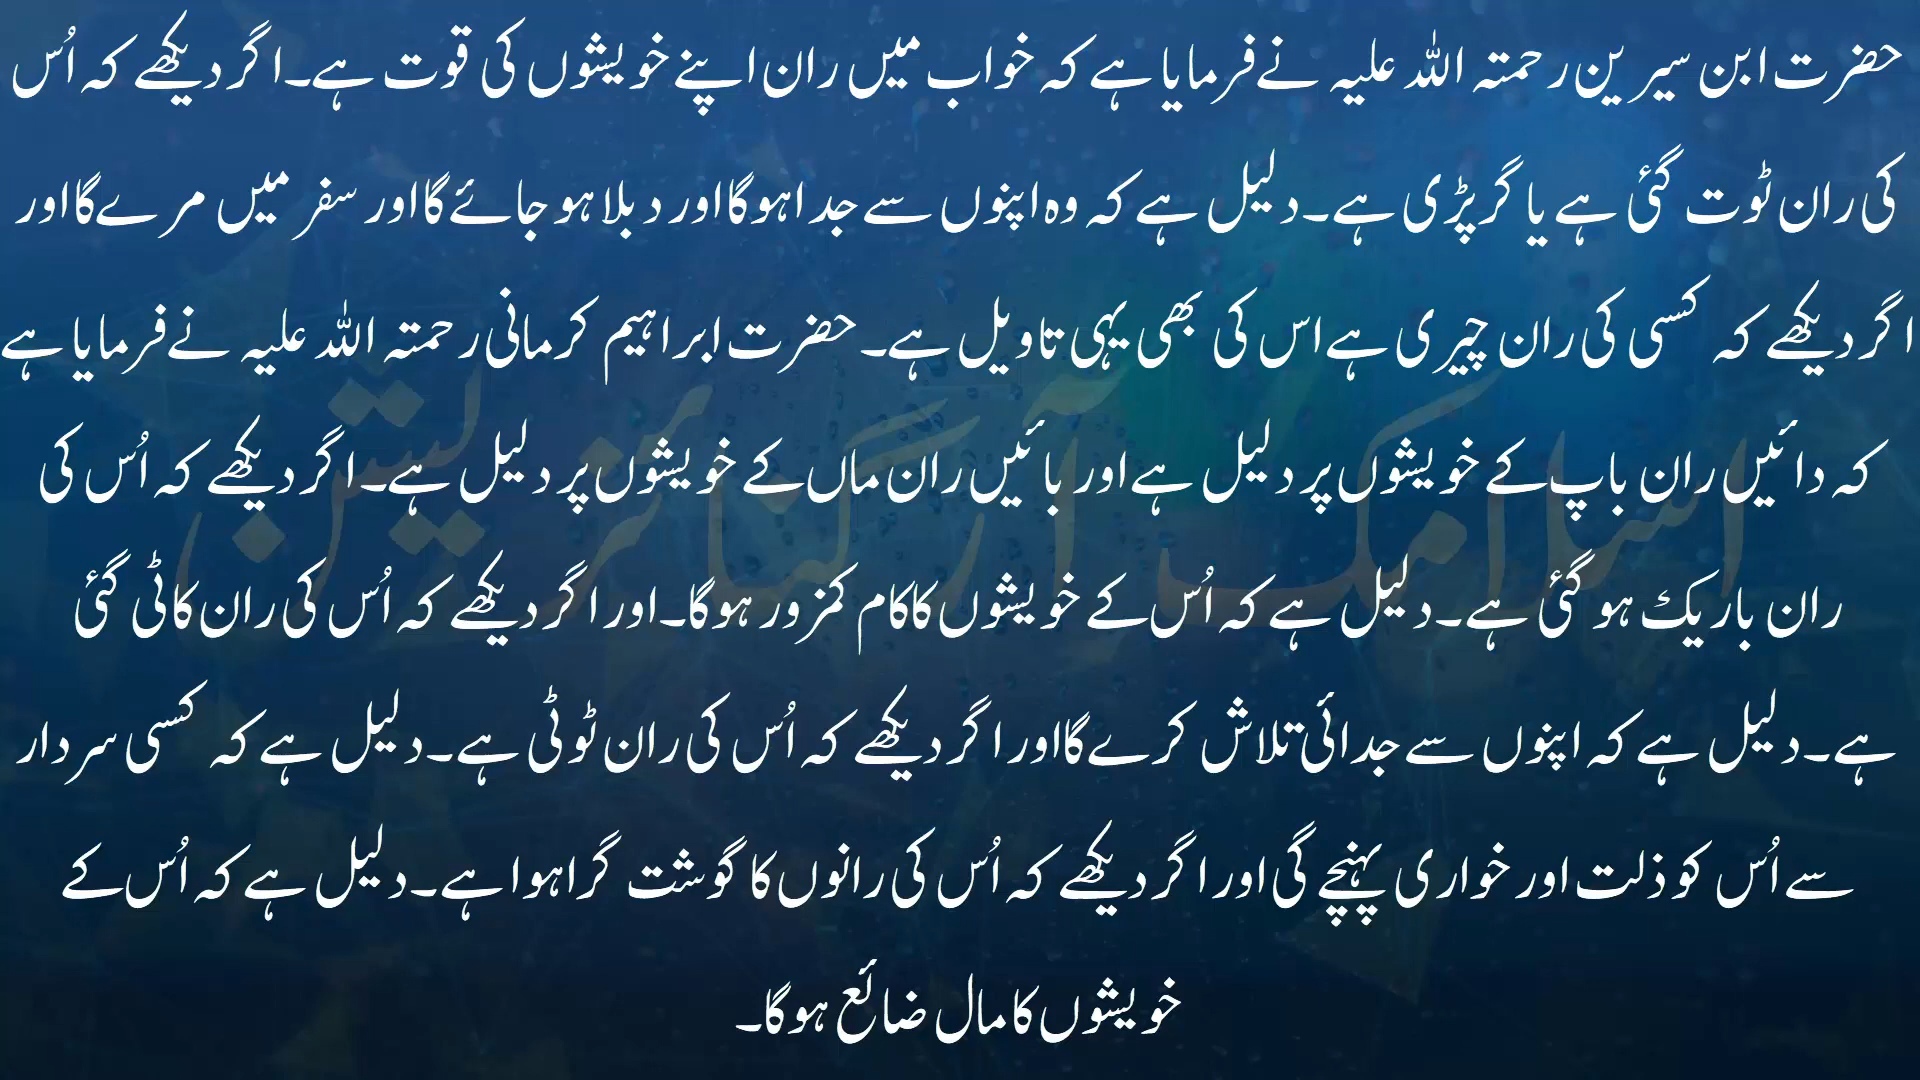 حضرت ابن سیرین رحمتہ اللہ علیہ نے فرمایا ہے کہ خواب میں ران اپنے خویشوں کی قوت ہے۔ اگر دیکھے کہ اُس
کی ران ٹوٹ گئی ہے یا گر پڑی ہے۔ دلیل ہے کہ وہ اپنوں سے جدا ہوگا اور دبلا ہو جائے گا اور سفر میں مرے گا اور
اگر دیکھے کہ کسی کی ران چیری ہے اس کی بھی یہی تاویل ہے۔ حضرت ابراہیم کرمانی رحمتہ اللہ علیہ نے فرمایا ہے
کہ دائیں ران باپ کے خویشوں پر دلیل ہے اور بائیں ران ماں کے خویشوں پر دلیل ہے۔ اگر دیکھے کہ اُس کی
ران باریک ہو گئی ہے۔ دلیل ہے کہ اُس کے خویشوں کا کام کمزور ہوگا۔ اور اگر دیکھے کہ اُس کی ران کاٹی گئی
ہے۔ دلیل ہے کہ اپنوں سے جدائی تلاش کرے گا اور اگر دیکھے کہ اُس کی ران ٹوٹی ہے۔ دلیل ہے کہ کسی سردار
سے اُس کو ذلت اور خواری پہنچے گی اور اگر دیکھے کہ اُس کی رانوں کا گوشت گرا ہوا ہے۔ دلیل ہے کہ اُس کے
خویشوں کا مال ضائع ہوگا۔
اسلامک آرگنائزیشن